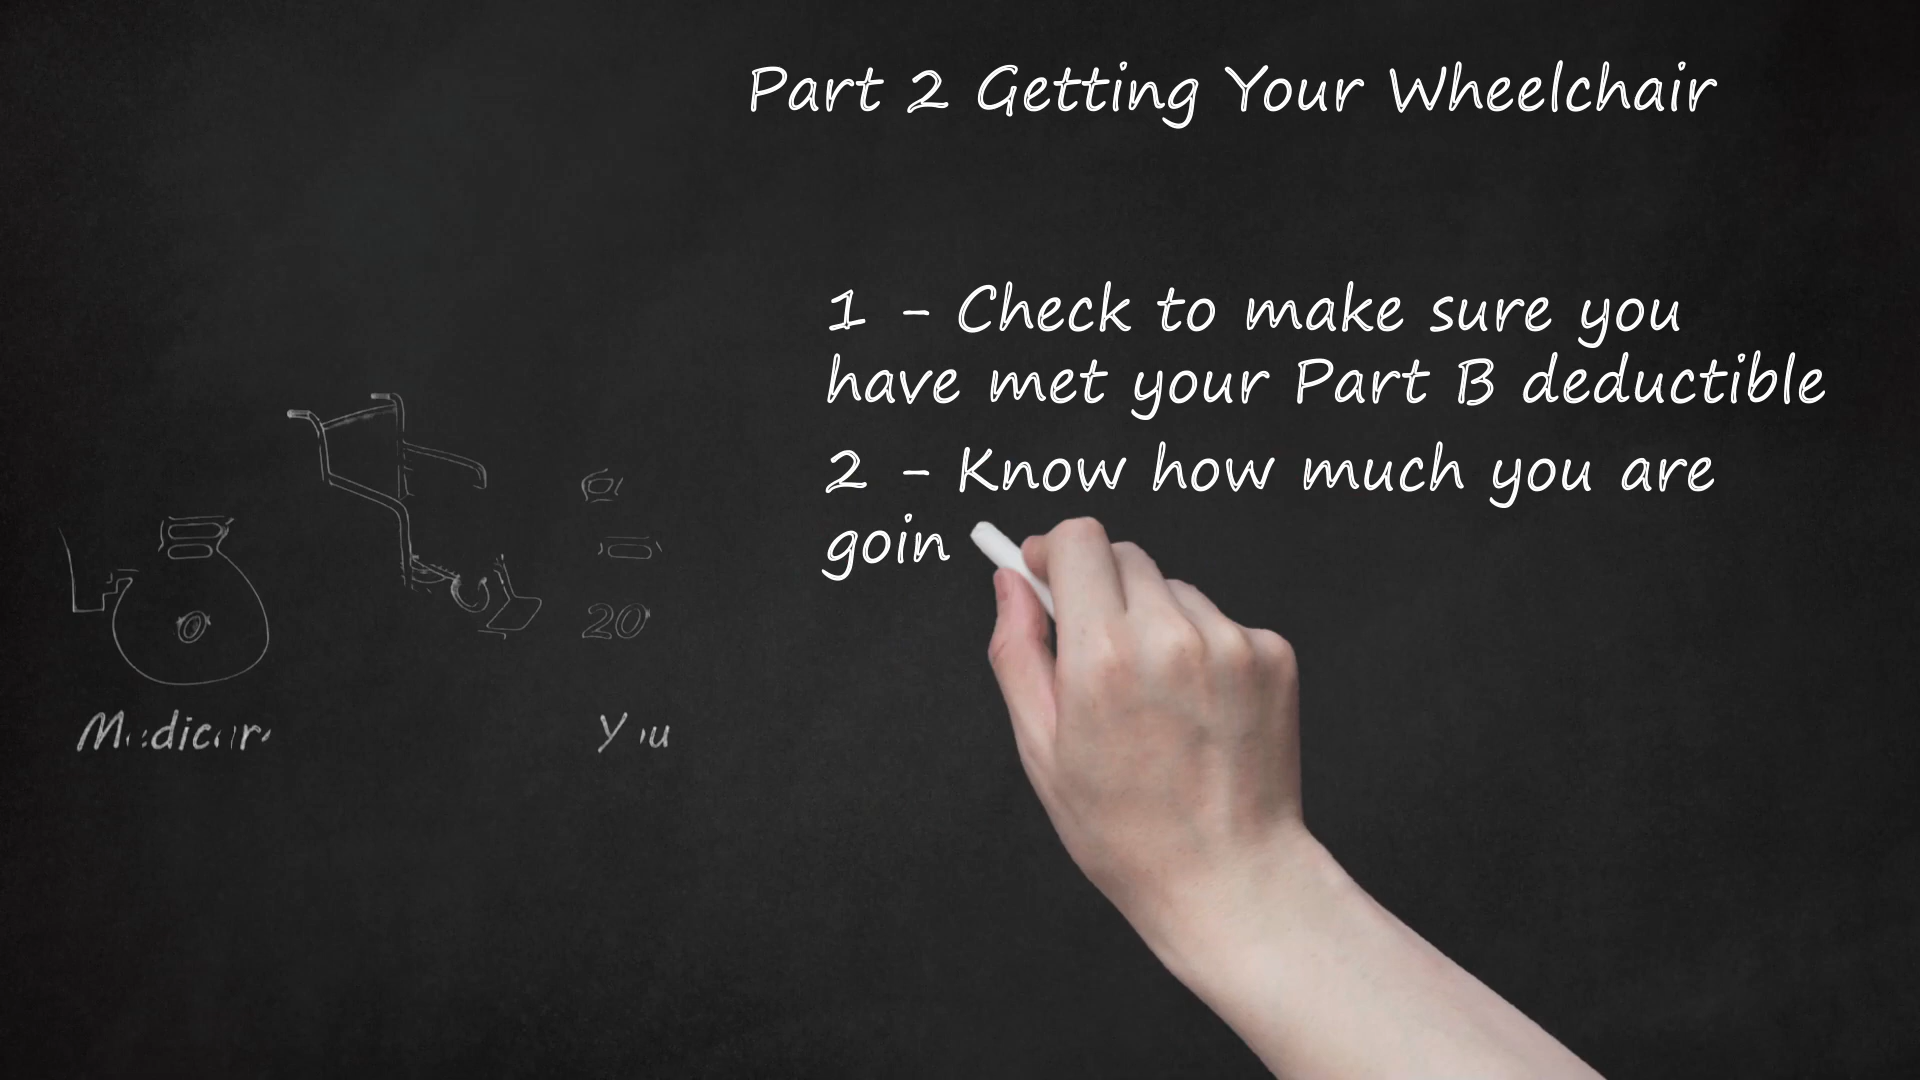 Part 2 Getting Your Wheelchair
1 - Check to make sure you
have met your Part B deductible
2 - Know how much you are
goin
20